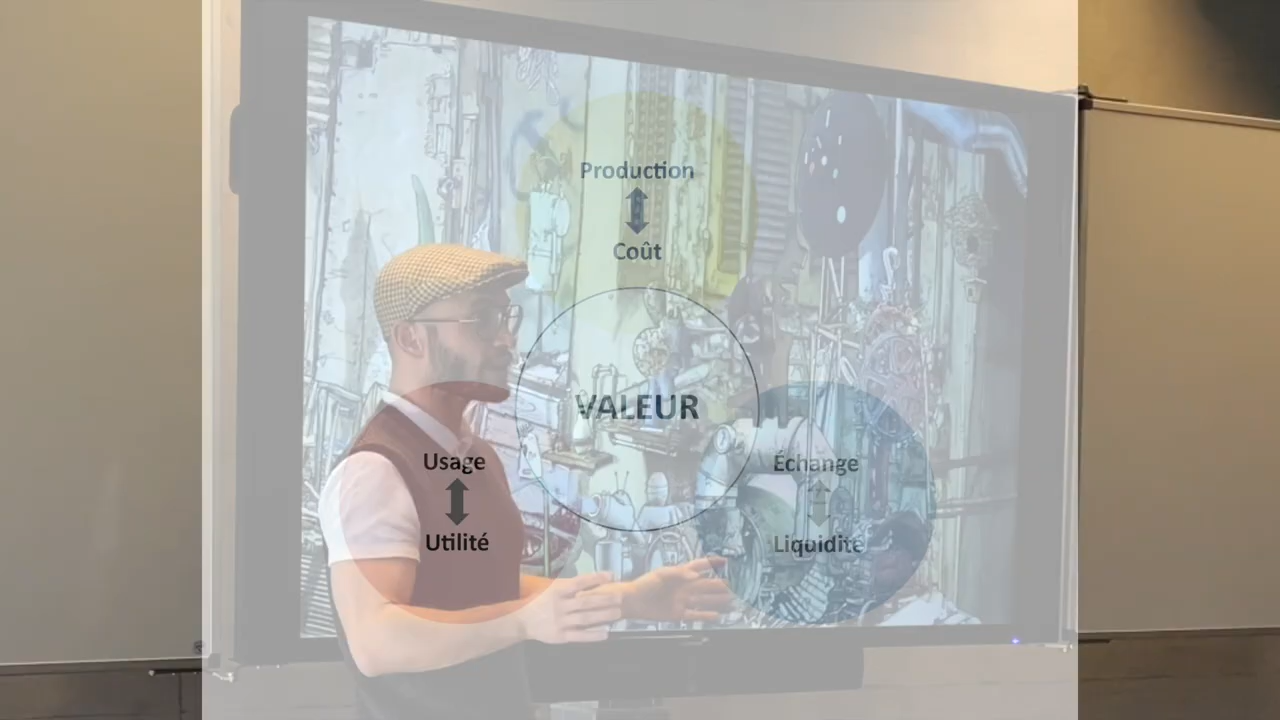 Production
Coût
VALEUR
Usage
Utilité
Échange
Liquidité